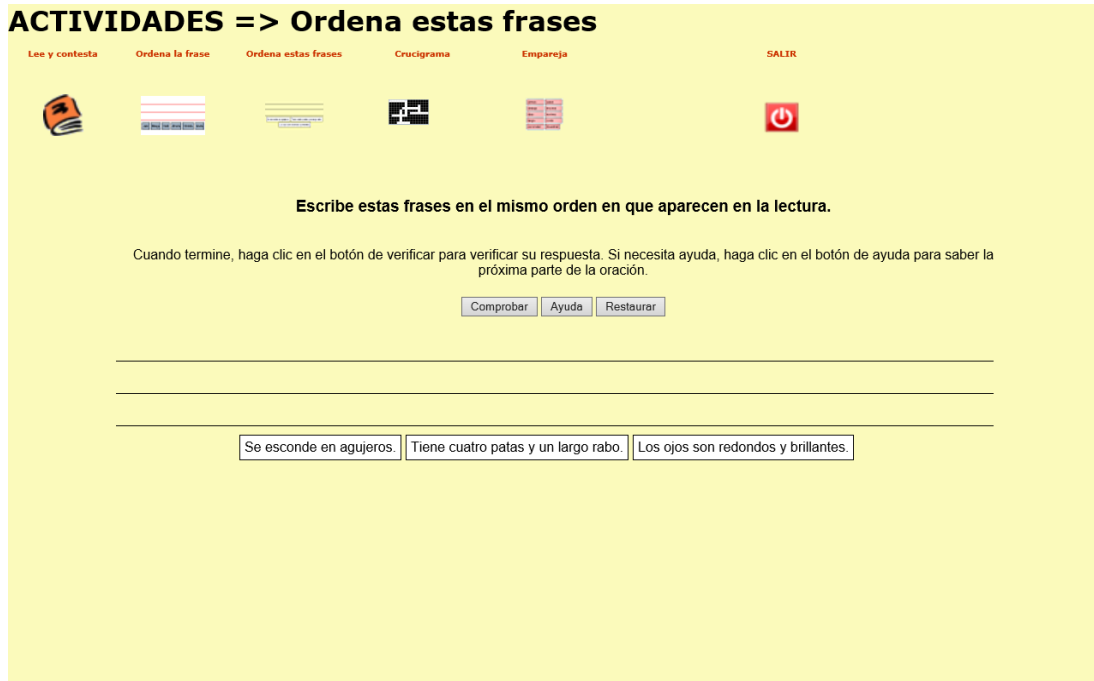 ACTIVIDADES => Ordena estas frases
Lee y contesta Ordena la frase Ordena estas frases Crucigrama Empareja SALIR
Escribe estas frases en el mismo orden en que aparecen en la lectura.
Cuando termine, haga clic en el botón de verificar para verificar su respuesta. Si necesita ayuda, haga clic en el botón de ayuda para saber la
próxima parte de la oración.
Comprobar Ayuda Restaurar
Se esconde en agujeros. Tiene cuatro patas y un largo rabo. Los ojos son redondos y brillantes.